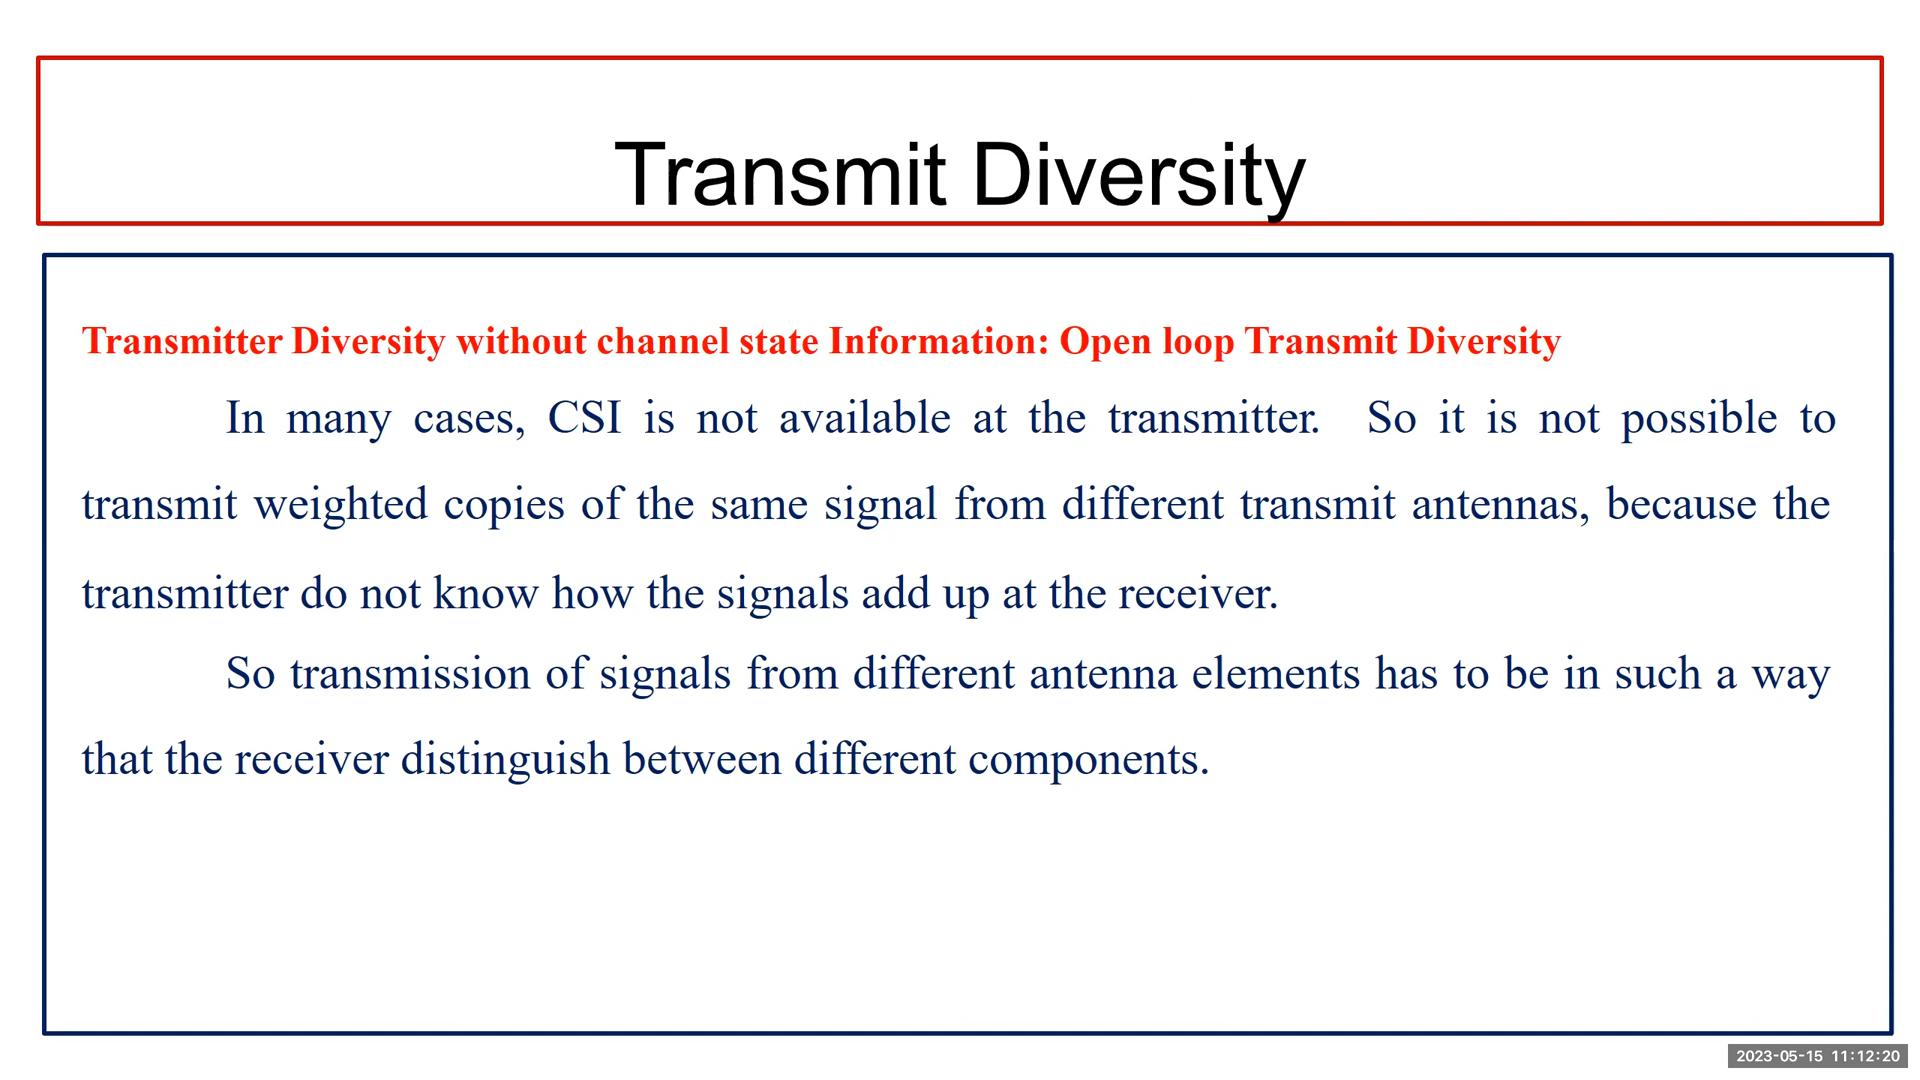 Transmit Diversity
Transmitter Diversity without channel state Information: Open loop Transmit Diversity
In many cases, CSI is not available at the transmitter. So it is not possible to
transmit weighted copies of the same signal from different transmit antennas, because the
transmitter do not know how the signals add up at the receiver.
So transmission of signals from different antenna elements has to be in such a way
that the receiver distinguish between different components.
2023-05-15 11:12:20